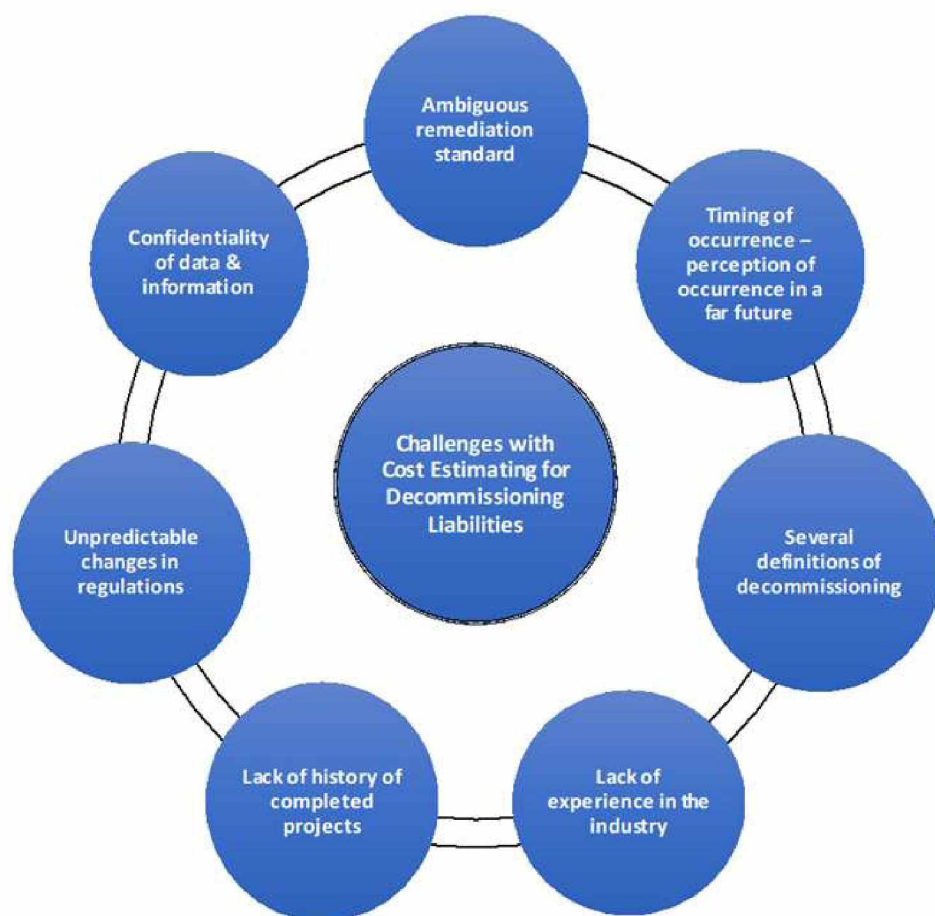 Ambiguous
remediation
standard
Timing of
occurrence –
perception of
occurrence in a
far future
Several
definitions of
decommissioning
Lack of
experience in the
industry
Lack of history of
completed
projects
Unpredictable
changes in
regulations
Confidentiality
of data &
information
Challenges with
Cost Estimating for
Decommissioning
Liabilities